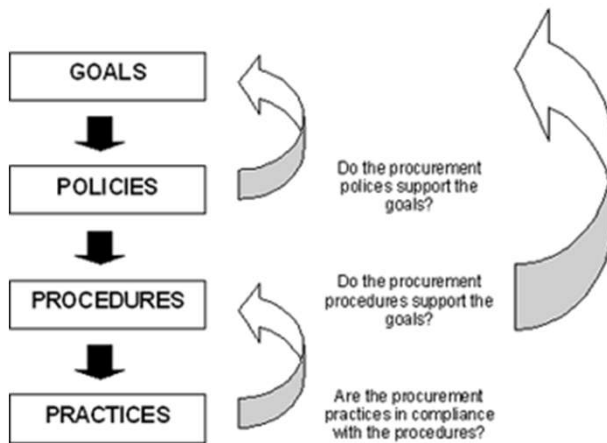 GOALS
POLICIES
Do the procurement
polices support the
goals?
PROCEDURES
Do the procurement
procedures support the
goals?
PRACTICES
Are the procurement
practices in compliance
with the procedures?